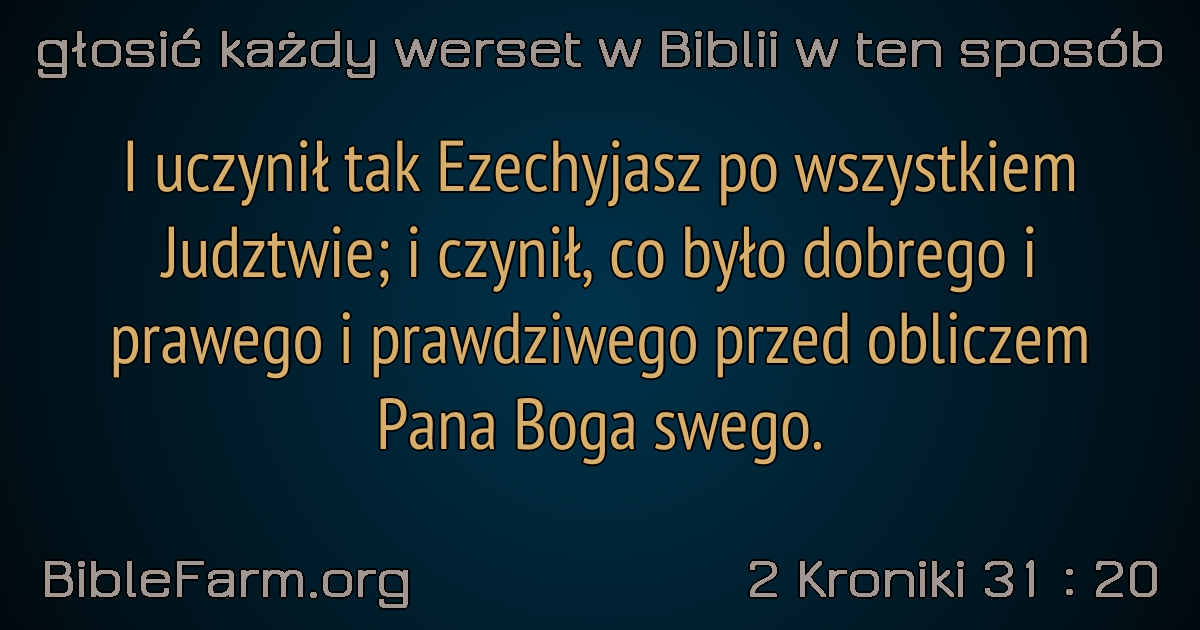 głosić każdy werset w Biblii w ten sposób
I uczynił tak Ezechyjasz po wszystkiem
Judztwie; i czynił, co było dobrego i
prawego i prawdziwego przed obliczem
Pana Boga swego.
BibleFarm.org
2 Kroniki 31 : 20